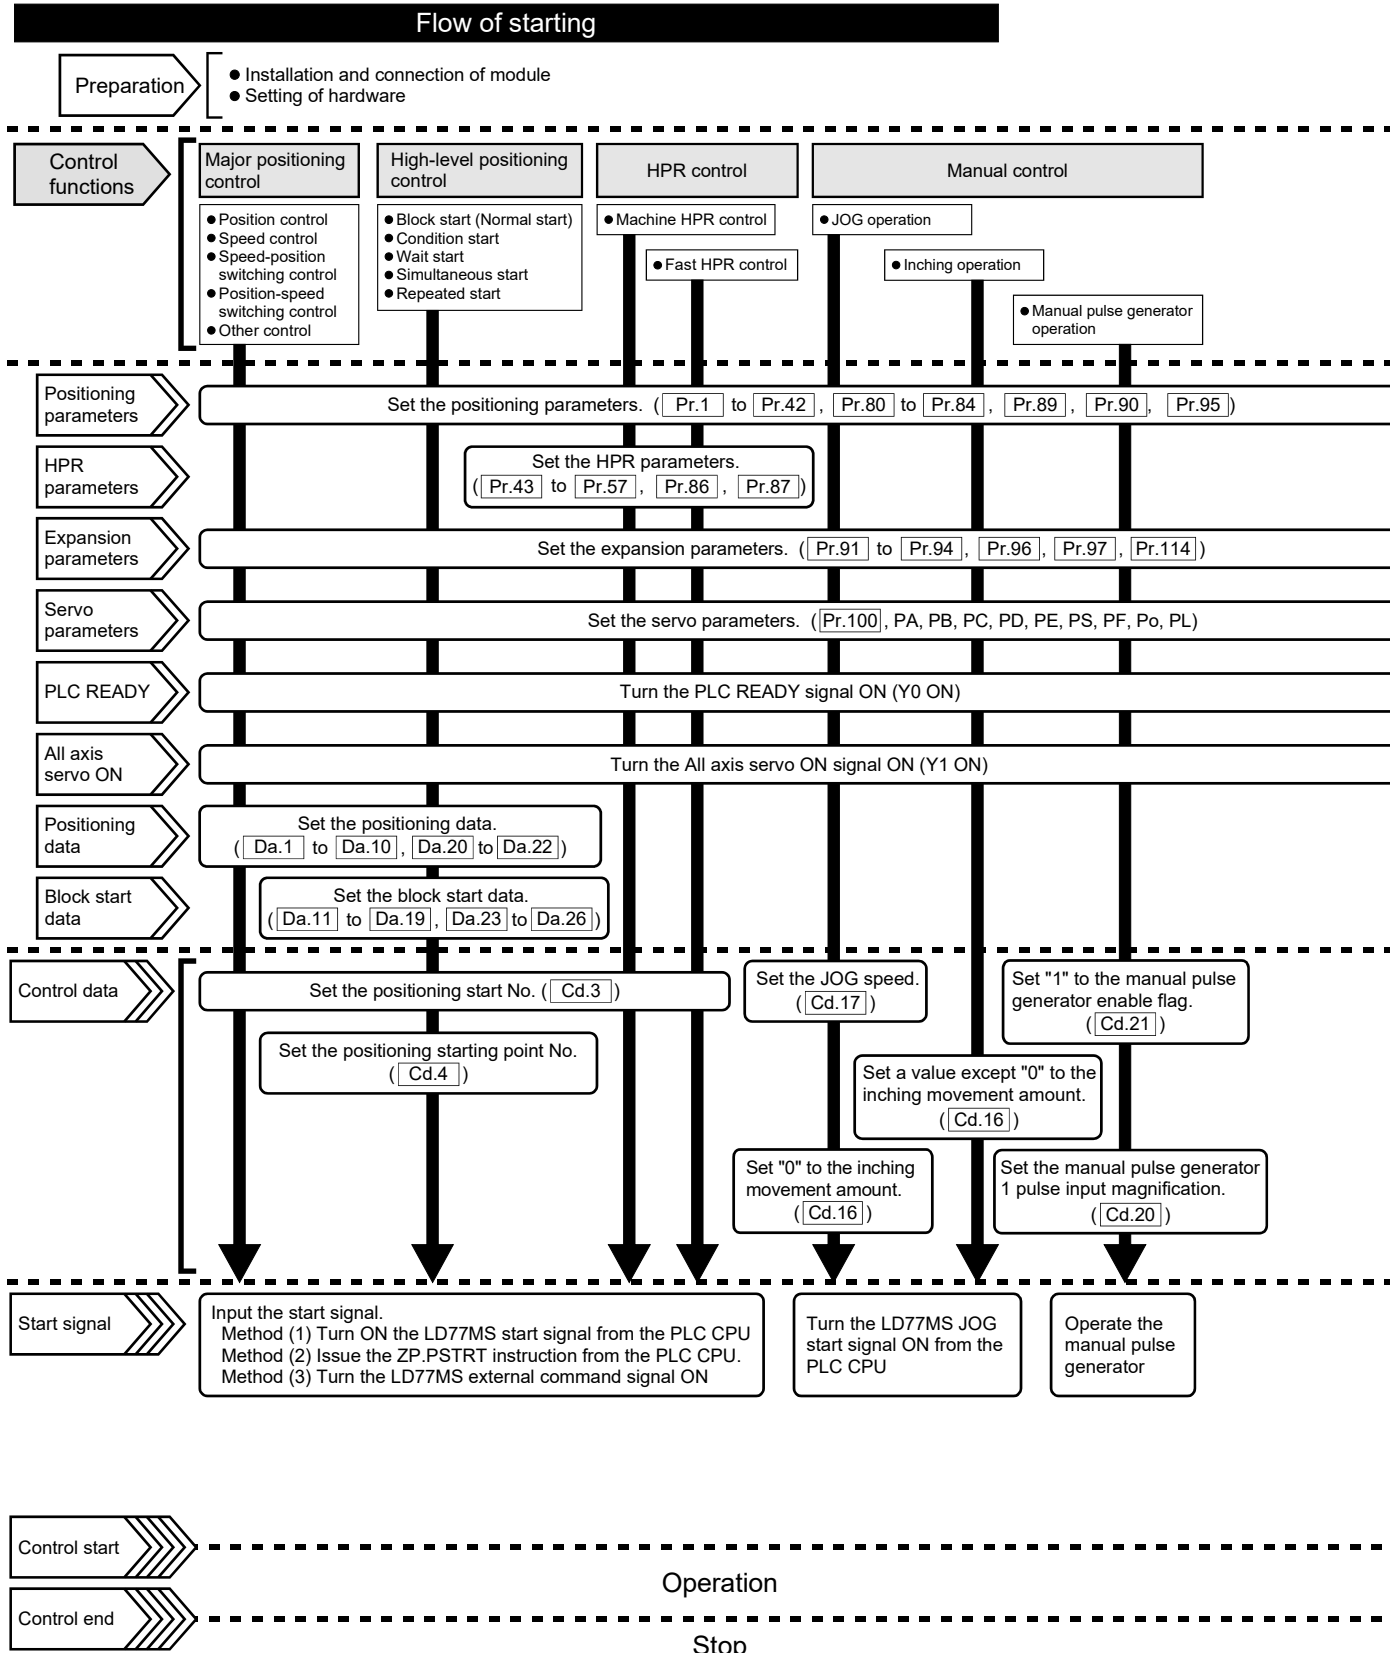 Flow of starting
Preparation
● Installation and connection of module
● Setting of hardware
Control
functions
Major positioning
control
● Position control
● Speed control
● Speed-position
switching control
● Position-speed
switching control
● Other control
High-level positioning
control
● Block start (Normal start)
● Condition start
● Wait start
● Simultaneous start
● Repeated start
HPR control
● Machine HPR control
● Fast HPR control
Manual control
● JOG operation
● Inching operation
● Manual pulse generator
operation
Positioning
parameters
Set the positioning parameters. ( Pr.1 to Pr.42 , Pr.80 to Pr.84 , Pr.89 , Pr.90 , Pr.95 )
HPR
parameters
Set the HPR parameters.
( Pr.43 to Pr.57 , Pr.86 , Pr.87 )
Expansion
parameters
Set the expansion parameters. ( Pr.91 to Pr.94 , Pr.96 , Pr.97 , Pr.114 )
Servo
parameters
Set the servo parameters. ( Pr.100 , PA, PB, PC, PD, PE, PS, PF, Po, PL)
PLC READY
Turn the PLC READY signal ON (Y0 ON)
All axis
servo ON
Turn the All axis servo ON signal ON (Y1 ON)
Positioning
data
Set the positioning data.
( Da.1 to Da.10 , Da.20 to Da.22 )
Block start
data
Set the block start data.
( Da.11 to Da.19 , Da.23 to Da.26 )
Control data
Set the positioning start No. ( Cd.3 )
Set the positioning starting point No.
( Cd.4 )
Set the JOG speed.
( Cd.17 )
Set "1" to the manual pulse
generator enable flag.
( Cd.21 )
Set a value except "0" to the
inching movement amount.
( Cd.16 )
Set "0" to the inching
movement amount.
( Cd.16 )
Set the manual pulse generator
1 pulse input magnification.
( Cd.20 )
Start signal
Input the start signal.
Method (1) Turn ON the LD77MS start signal from the PLC CPU
Method (2) Issue the ZP.PSTRT instruction from the PLC CPU.
Method (3) Turn the LD77MS external command signal ON
Turn the LD77MS JOG
start signal ON from the
PLC CPU
Operate the
manual pulse
generator
Control start
Operation
Control end
Stop